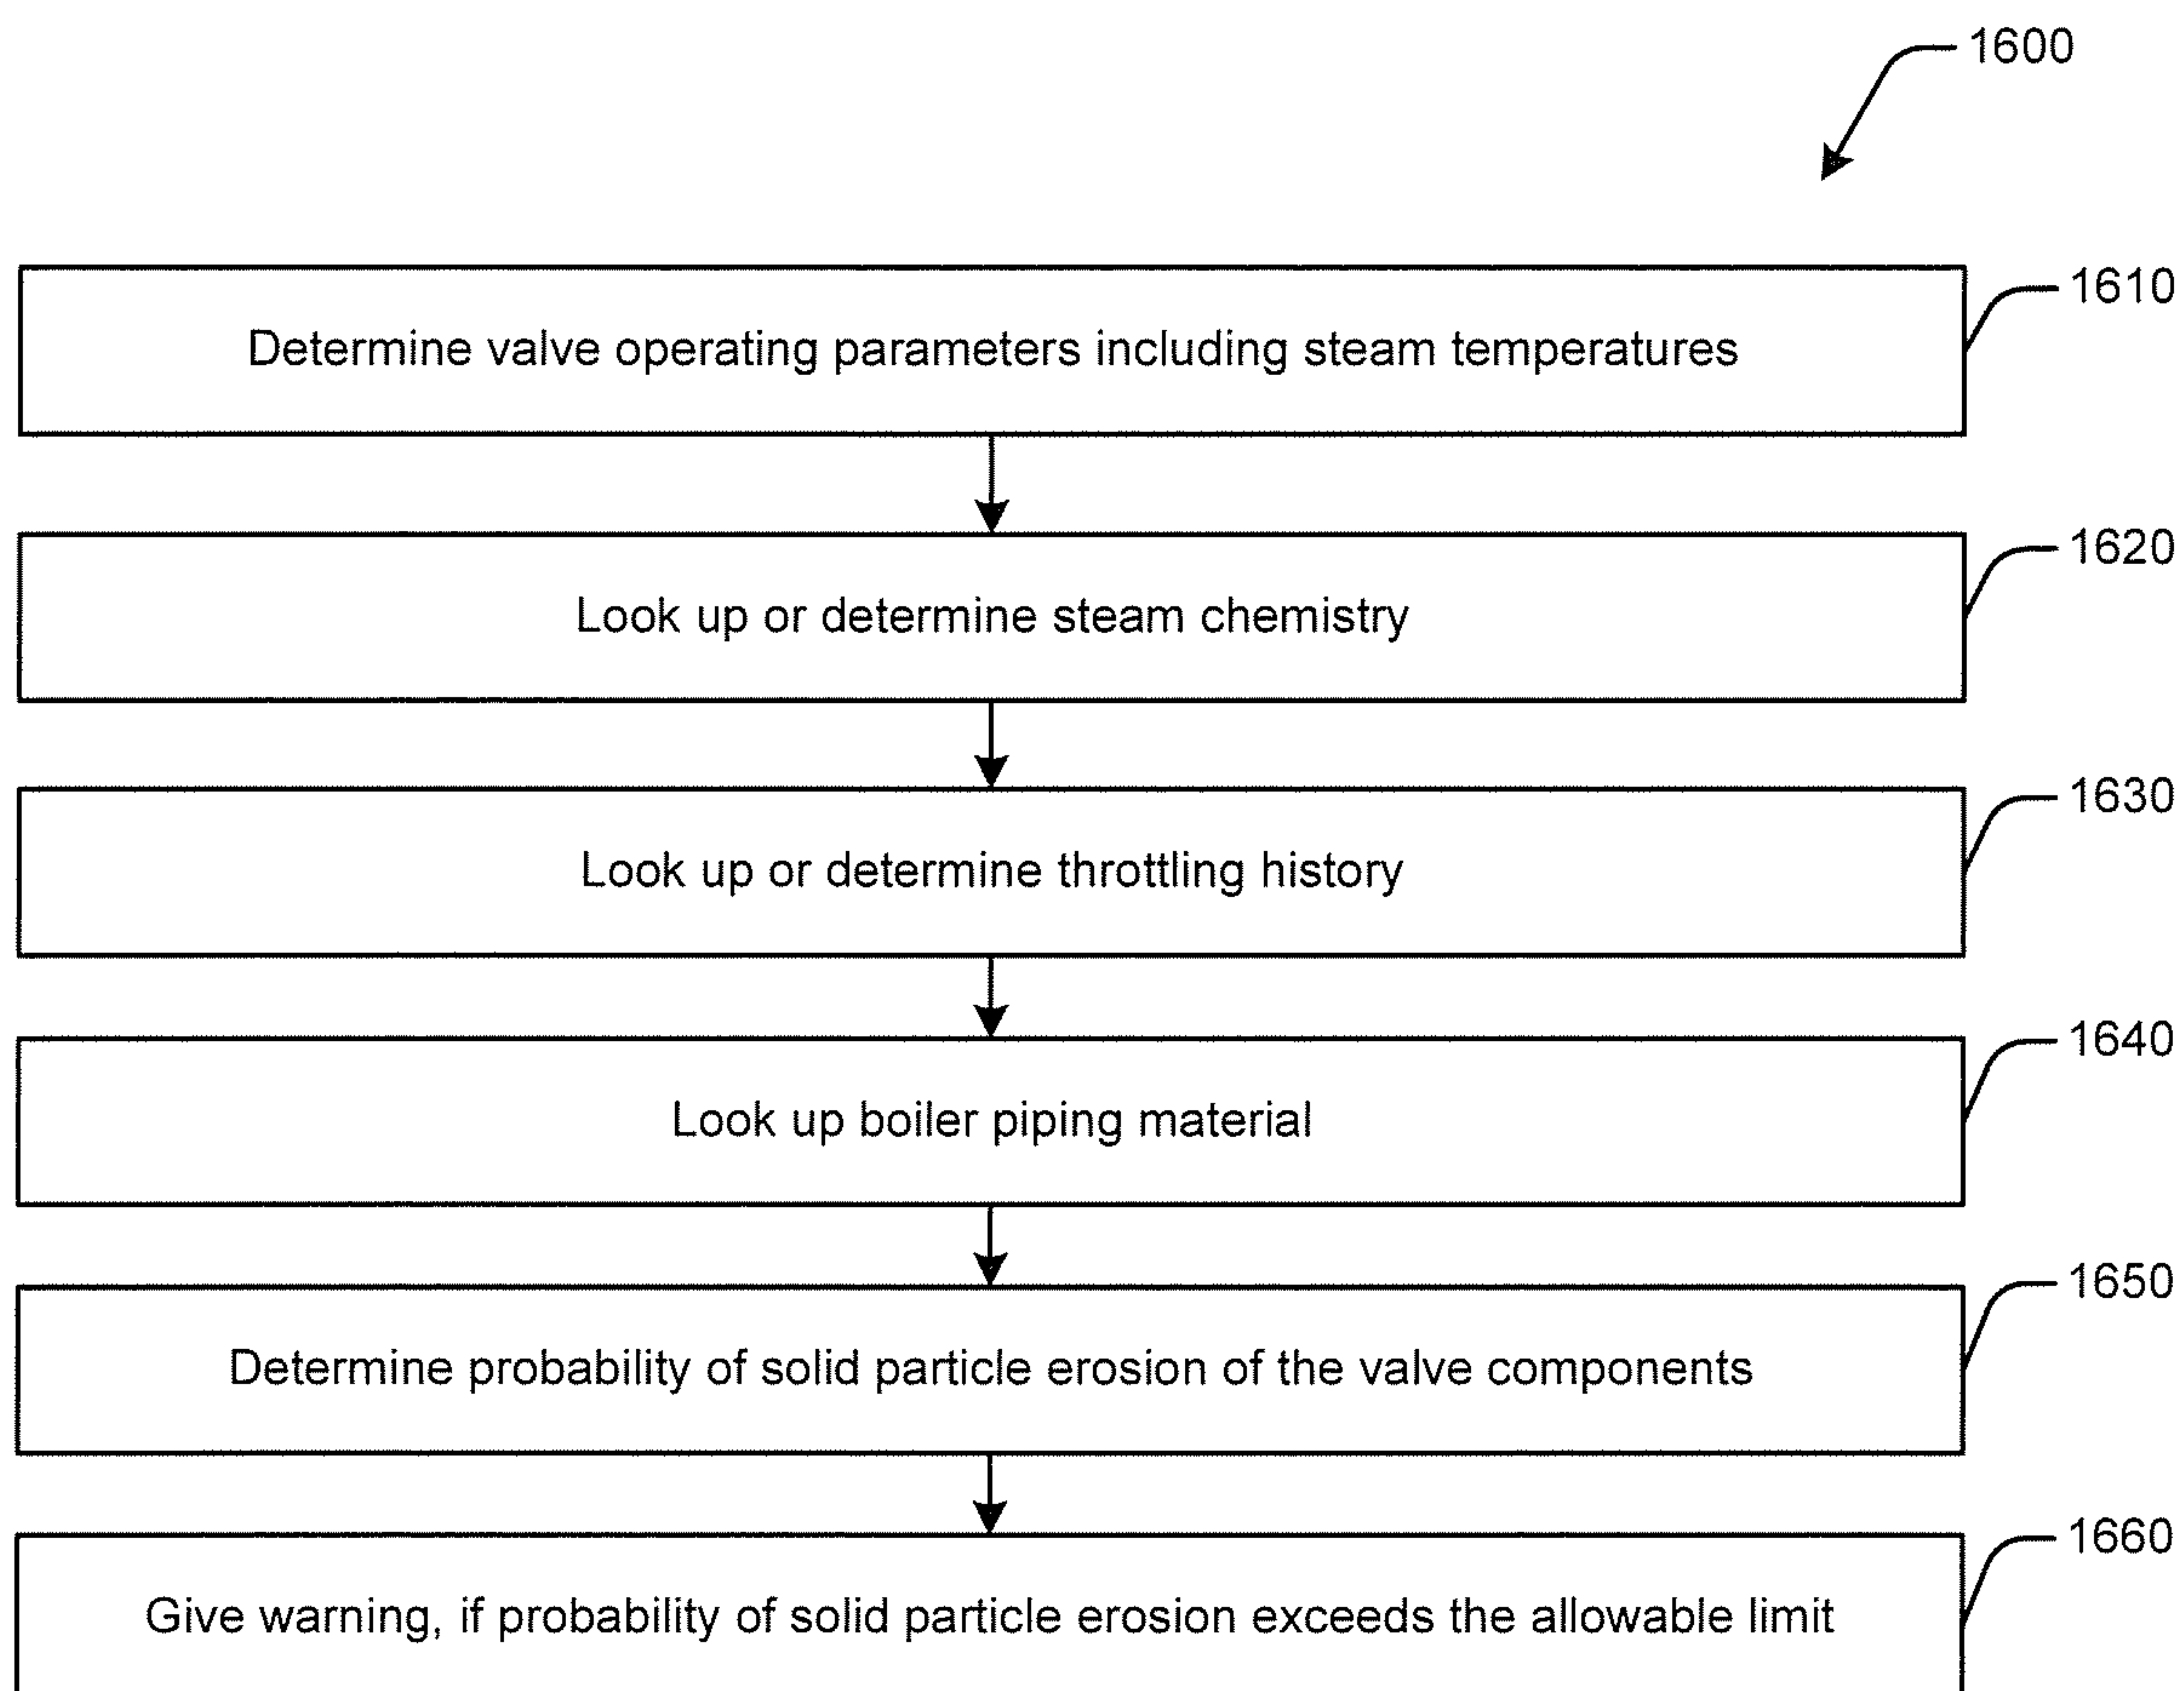 1600
Determine valve operating parameters including steam temperatures
1610
Look up or determine steam chemistry
1620
Look up or determine throttling history
1630
Look up boiler piping material
1640
Determine probability of solid particle erosion of the valve components
1650
Give warning, if probability of solid particle erosion exceeds the allowable limit
1660